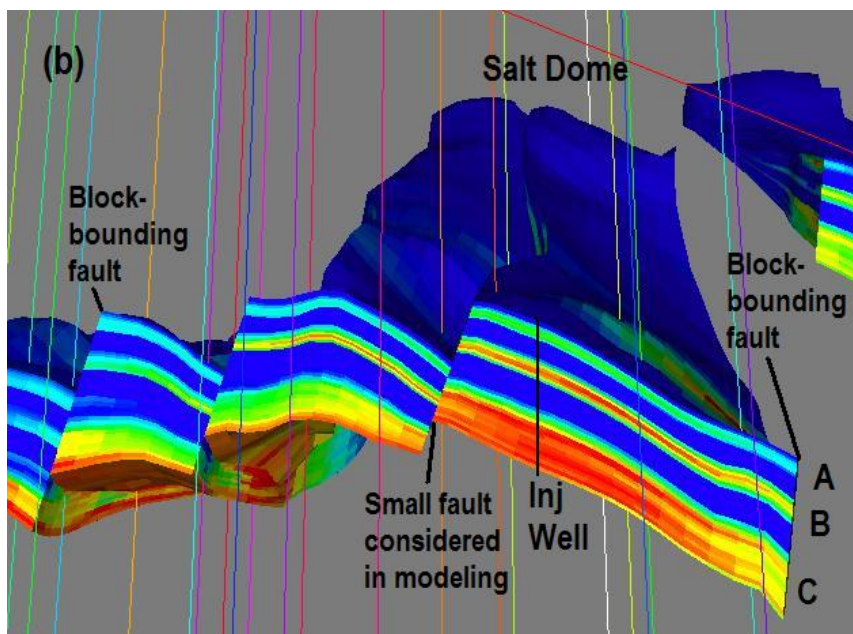 (b)
Salt Dome
Block-
bounding
fault
Block-
bounding
fault
Small fault
considered
in modeling
Inj
Well
A
B
C